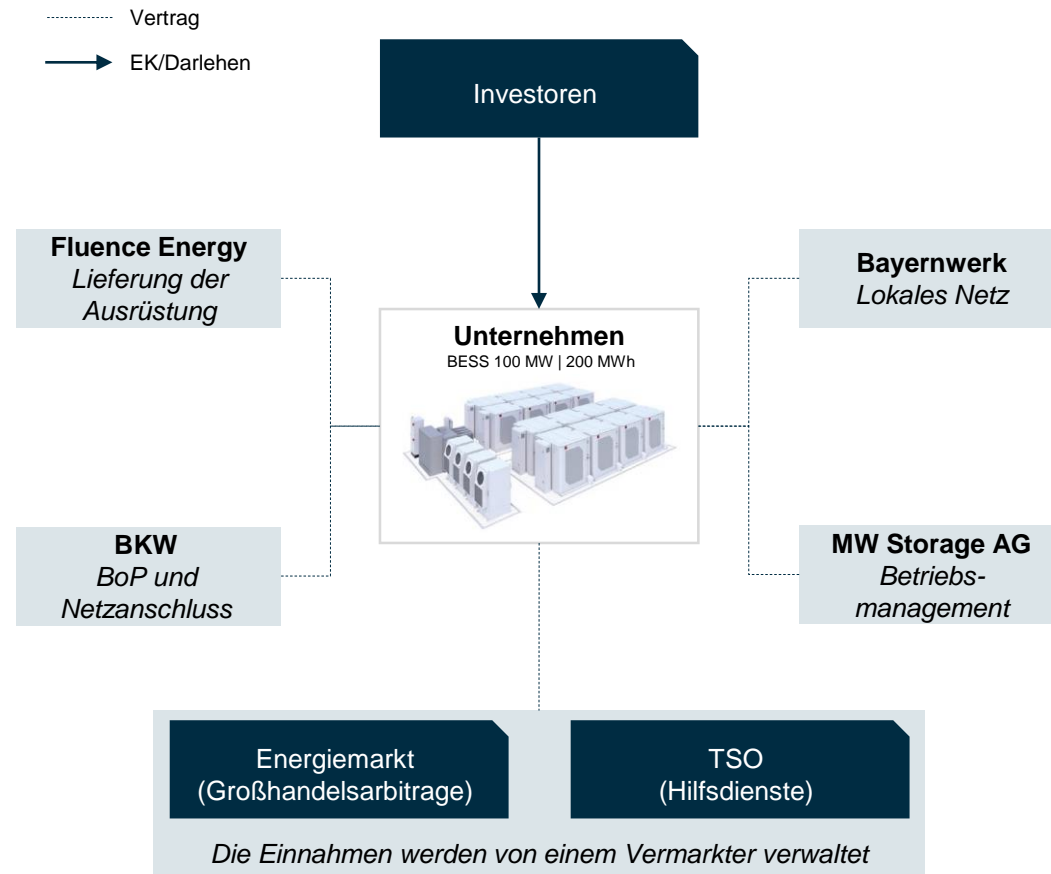 Vertrag
EK/Darlehen
Investoren
Fluence Energy
Lieferung der
Ausrüstung
Bayernwerk
Lokales Netz
Unternehmen
BESS 100 MW | 200 MWh
BKW
BoP und
Netzanschluss
MW Storage AG
Betriebs-
management
Energiemarkt
(Großhandelsarbitrage)
TSO
(Hilfsdienste)
Die Einnahmen werden von einem Vermarkter verwaltet